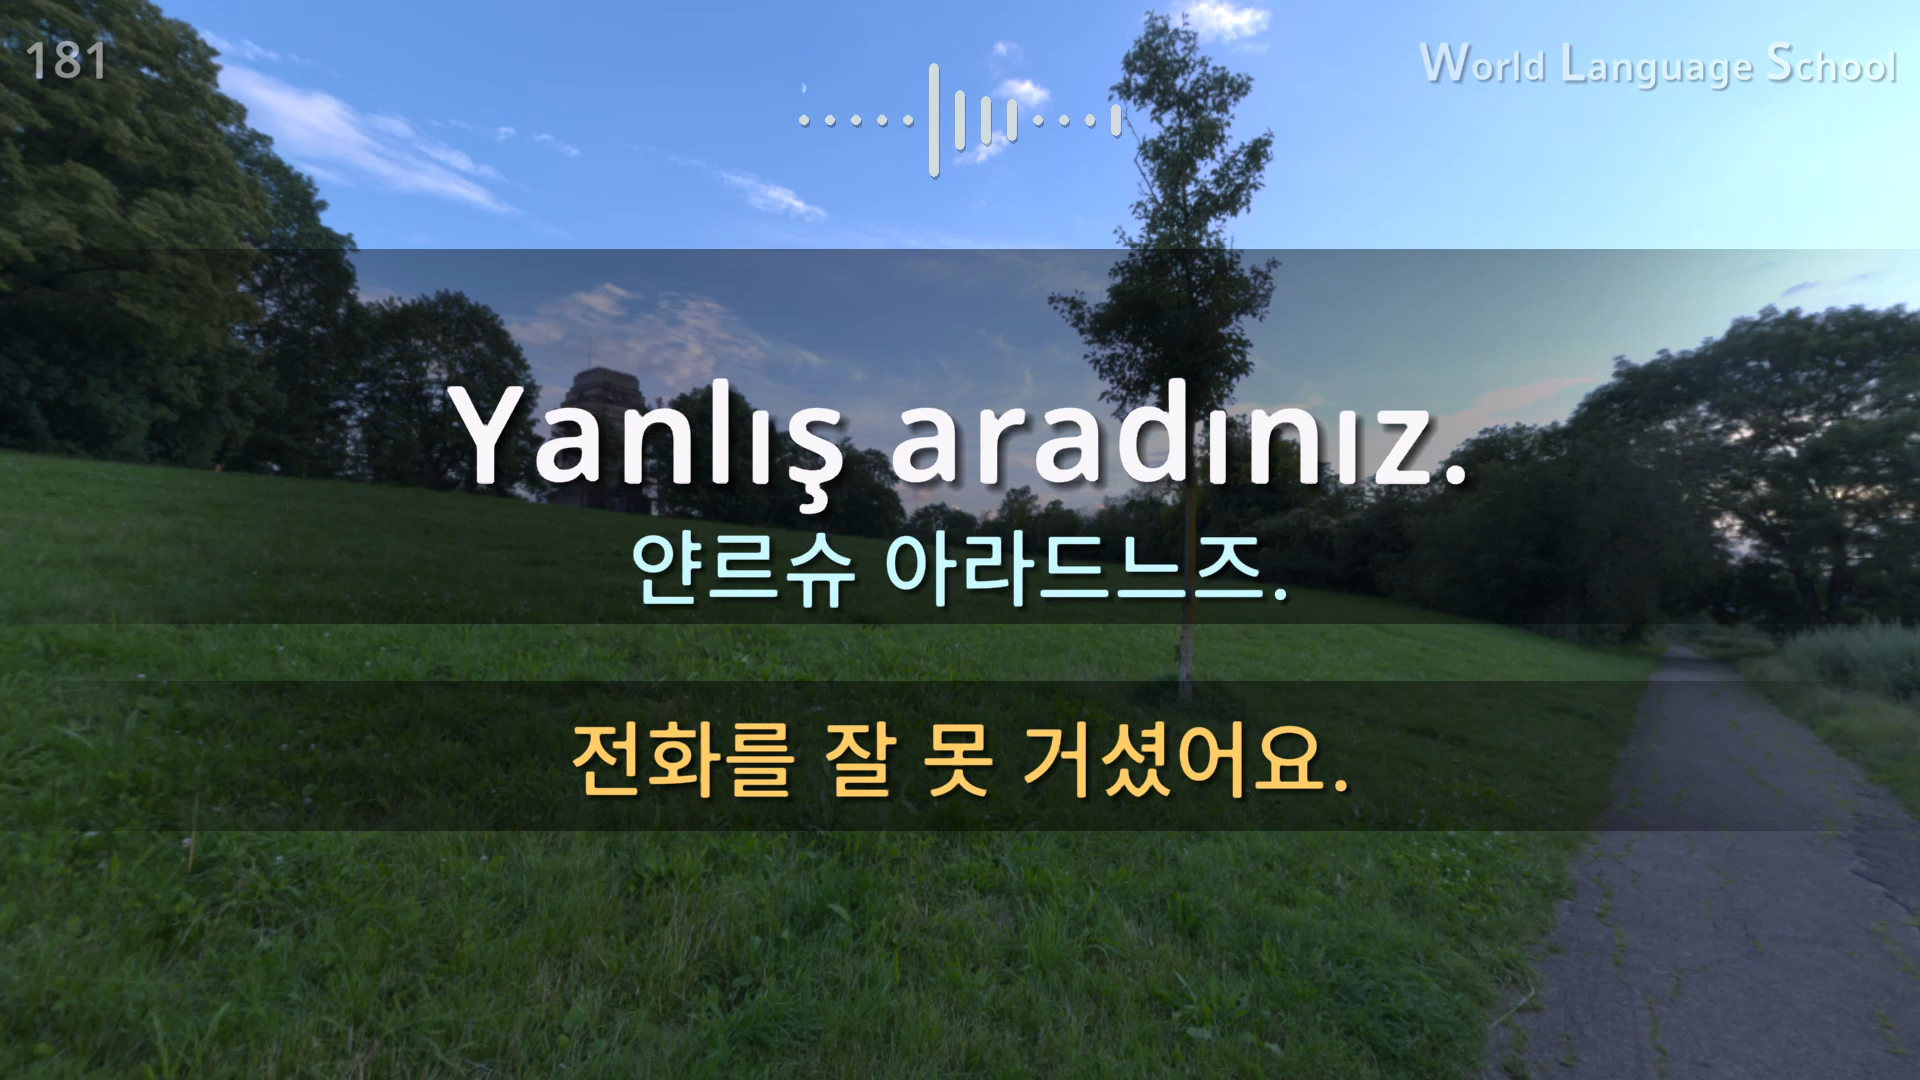 181
World Language School
Yanlış aradınız.
얀르슈 아라드느즈.
전화를 잘 못 거셨어요.